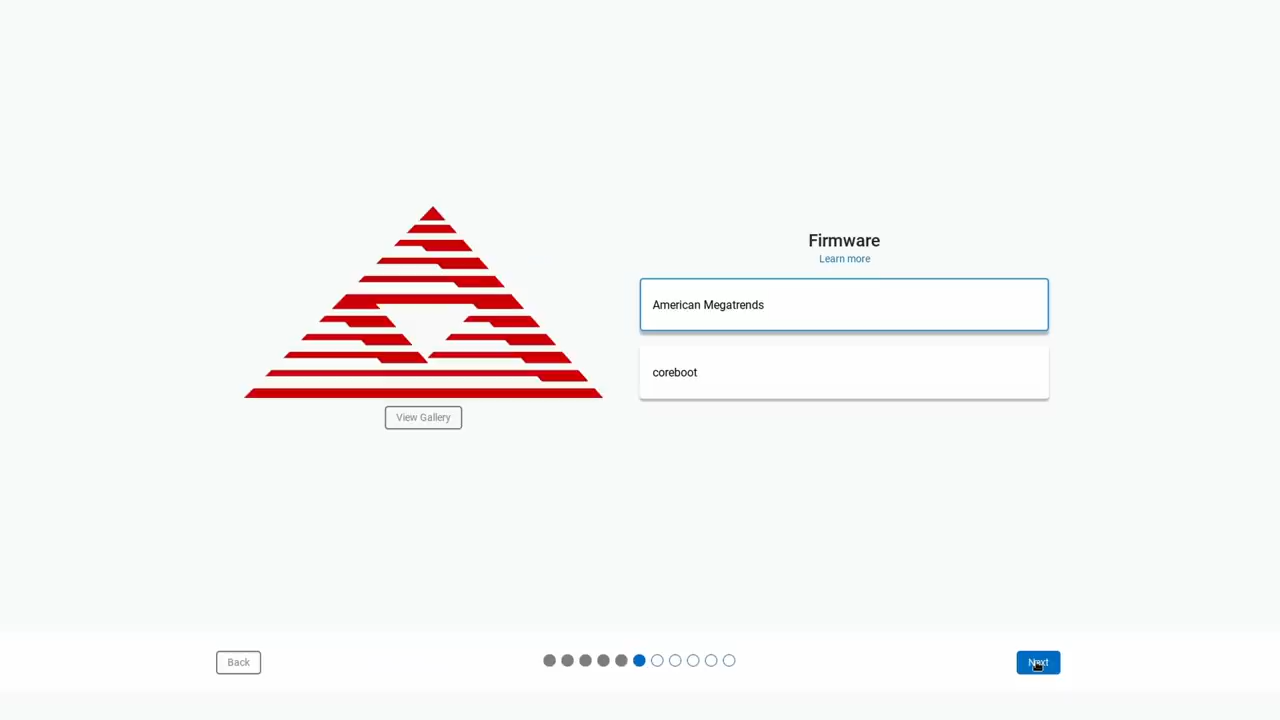 Firmware
Learn more
American Megatrends
coreboot
View Gallery
Back
Next